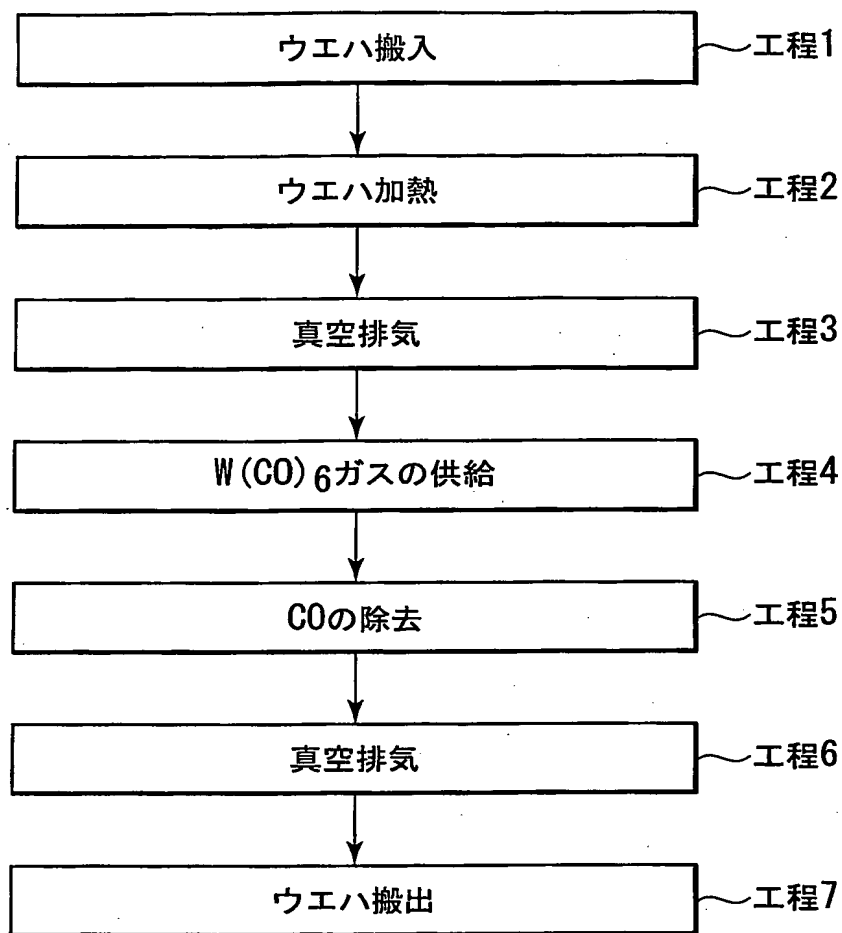 ウエハ搬入 工程1
ウエハ加熱 工程2
真空排気 工程3
W(CO)6ガスの供給 工程4
COの除去 工程5
真空排気 工程6
ウエハ搬出 工程7